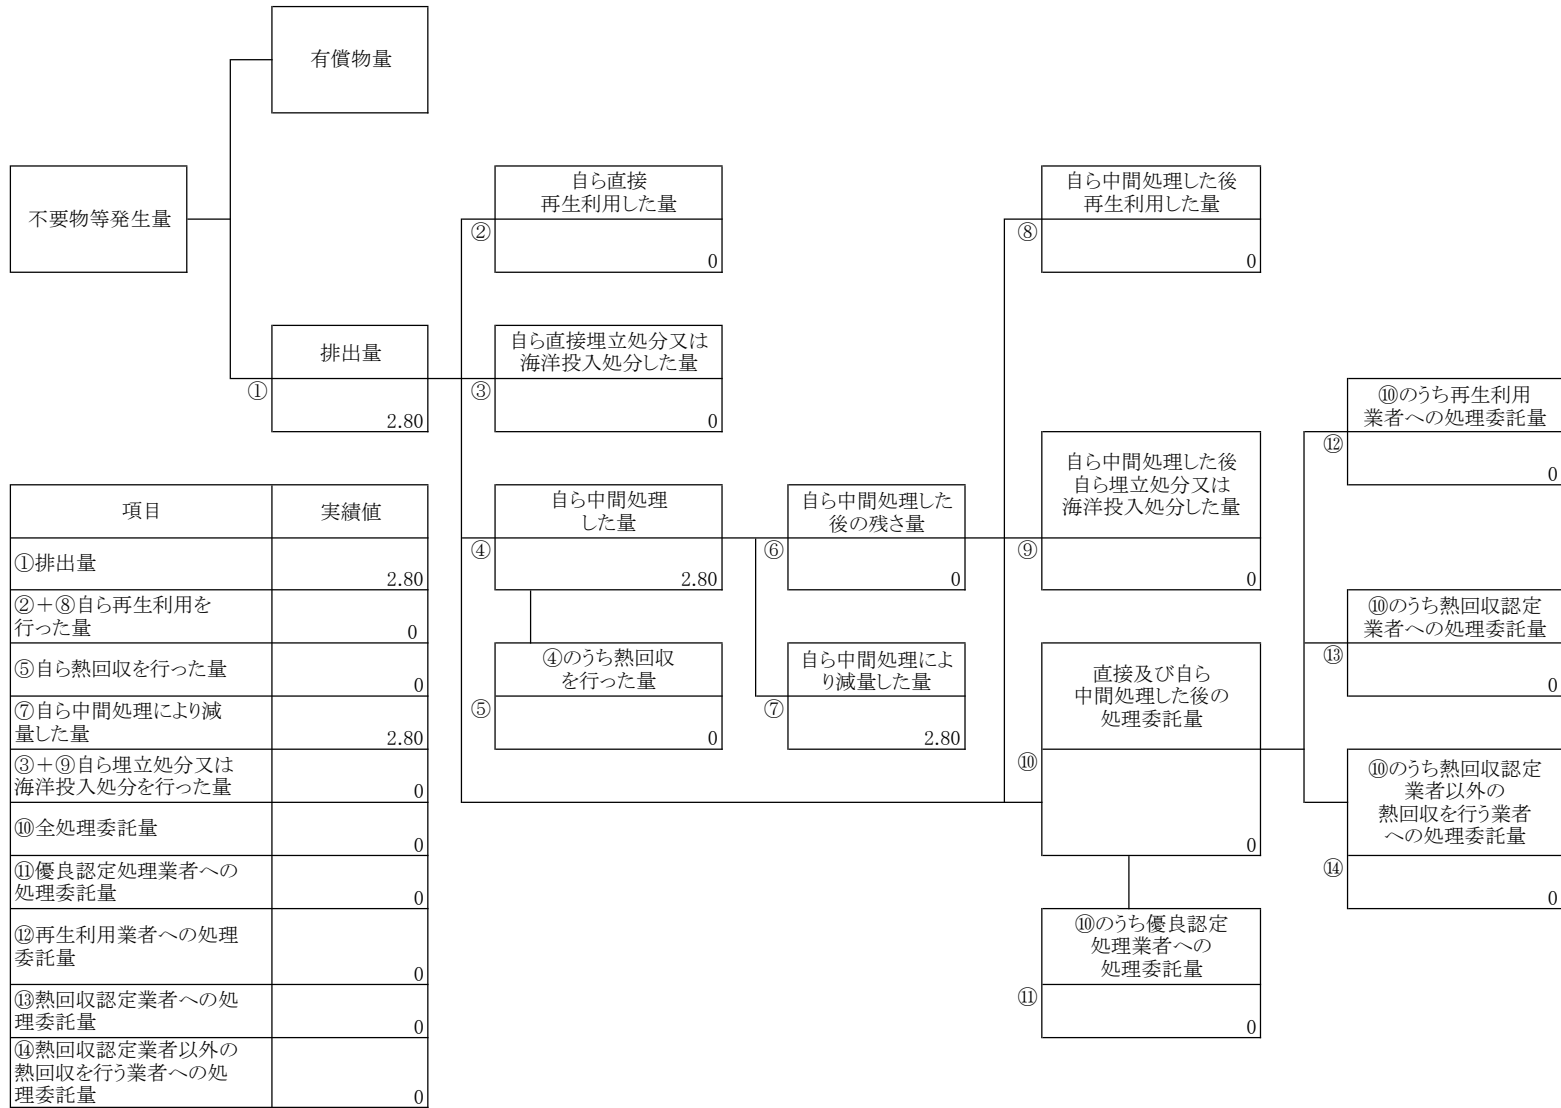 有償物量
不要物等発生量
自ら直接
再生利用した量
②
0
自ら中間処理した後
再生利用した量
⑧
0
排出量
①
2.80
自ら直接埋立処分又は
海洋投入処分した量
③
0
⑩のうち再生利用
業者への処理委託量
⑫
0
自ら中間処理した後
自ら埋立処分又は
海洋投入処分した量
⑨
0
自ら中間処理
した量
④
2.80
自ら中間処理した
後の残さ量
⑥
0
④のうち熱回収
を行った量
⑤
0
自ら中間処理によ
り減量した量
⑦
2.80
直接及び自ら
中間処理した後の
処理委託量
⑩
0
⑩のうち熱回収認定
業者への処理委託量
⑬
0
⑩のうち熱回収認定
業者以外の
熱回収を行う業者
への処理委託量
⑭
0
⑩のうち優良認定
処理業者への
処理委託量
⑪
0
項目 実績値
①排出量
2.80
②＋⑧自ら再生利用を
行った量 0
⑤自ら熱回収を行った量
0
⑦自ら中間処理により減
量した量 2.80
③＋⑨自ら埋立処分又は
海洋投入処分を行った量 0
⑩全処理委託量
0
⑪優良認定処理業者への
処理委託量 0
⑫再生利用業者への処理
委託量
0
⑬熱回収認定業者への処
理委託量 0
⑭熱回収認定業者以外の
熱回収を行う業者への処
理委託量 0